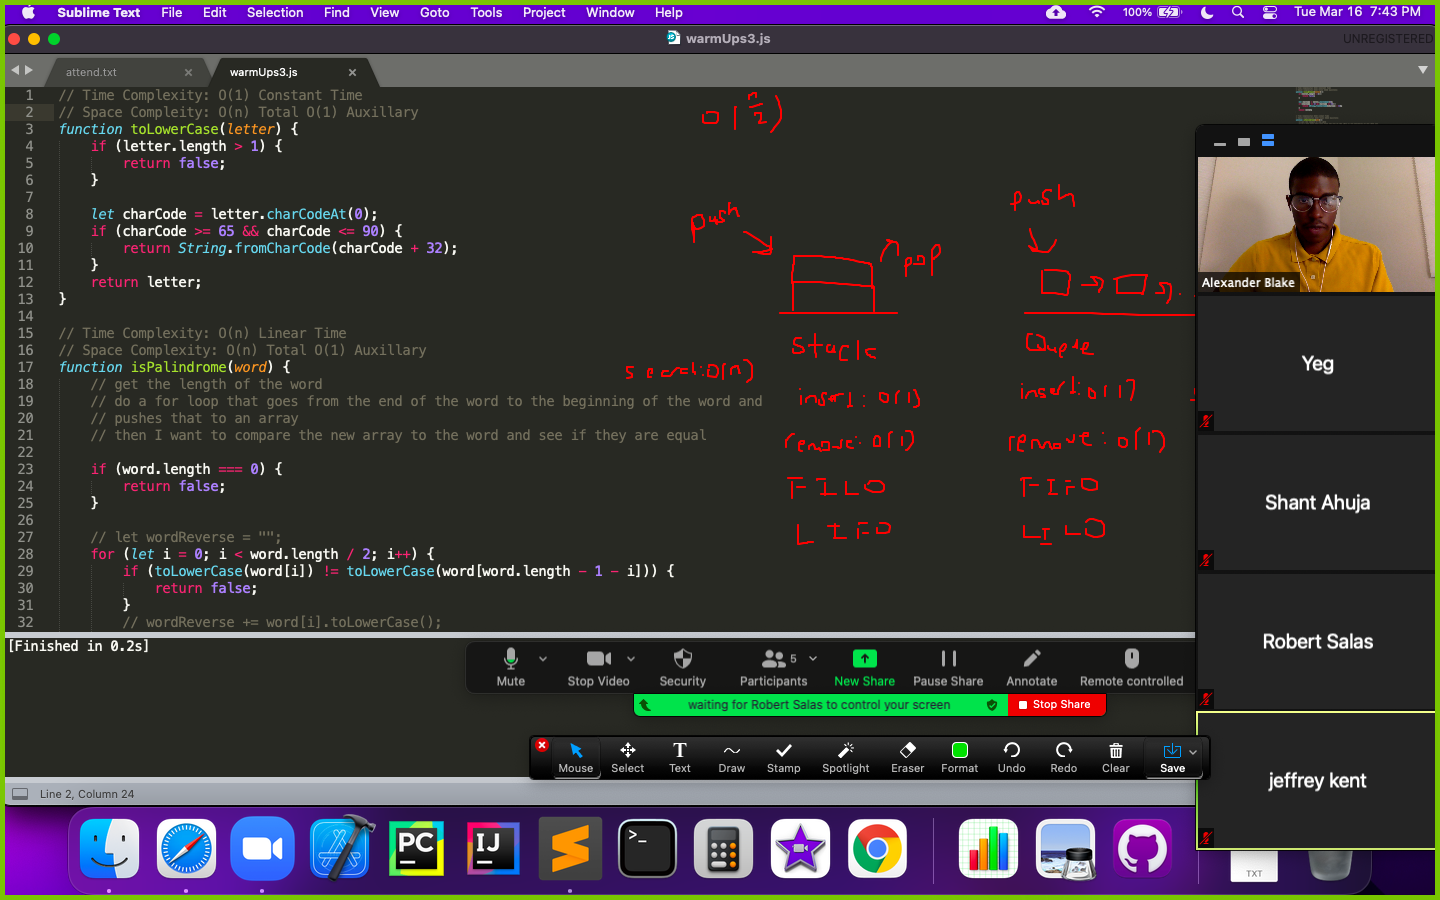 Sublime Text File Edit Selection Find View Goto Tools Project Window Help 100% Tue Mar 16 7:43 PM
warmUps3.js UNREGISTERED
attend.txt warmUps3.js
1 // Time Complexity: O(1) Constant Time
2 // Space Compleity: O(n) Total O(1) Auxillary
3 function toLowerCase(letter) {
4 if (letter.length > 1) {
5 return false;
6 }
7
8 let charCode = letter.charCodeAt(0);
9 if (charCode >= 65 && charCode <= 90) {
10 return String.fromCharCode(charCode + 32);
11 }
12 return letter;
13 }
14
15 // Time Complexity: O(n) Linear Time
16 // Space Complexity: O(n) Total O(1) Auxillary
17 function isPalindrome(word) {
18 // get the length of the word
19 // do a for loop that goes from the end of the word to the beginning of the word and
20 // pushes that to an array
21 // then I want to compare the new array to the word and see if they are equal
22
23 if (word.length === 0) {
24 return false;
25 }
26
27 // let wordReverse = "";
28 for (let i = 0; i < word.length / 2; i++) {
29 if (toLowerCase(word[i]) != toLowerCase(word[word.length - 1 - i])) {
30 return false;
31 }
32 // wordReverse += word[i].toLowerCase();
O(n/2)
push
pop
Stack
search:O(n)
insert: O(1)
remove: O(1)
FILO
LIFO
push
Queue
insert:O(1)
remove: O(1)
FIFO
LILO
Alexander Blake
Yeg
Shant Ahuja
Robert Salas
jeffrey kent
[Finished in 0.2s]
Mute Stop Video Security Participants 5 New Share Pause Share Annotate Remote controlled
waiting for Robert Salas to control your screen Stop Share
Mouse Select Text Draw Stamp Spotlight Eraser Format Undo Redo Clear Save
Line 2, Column 24
PC IJ TXT